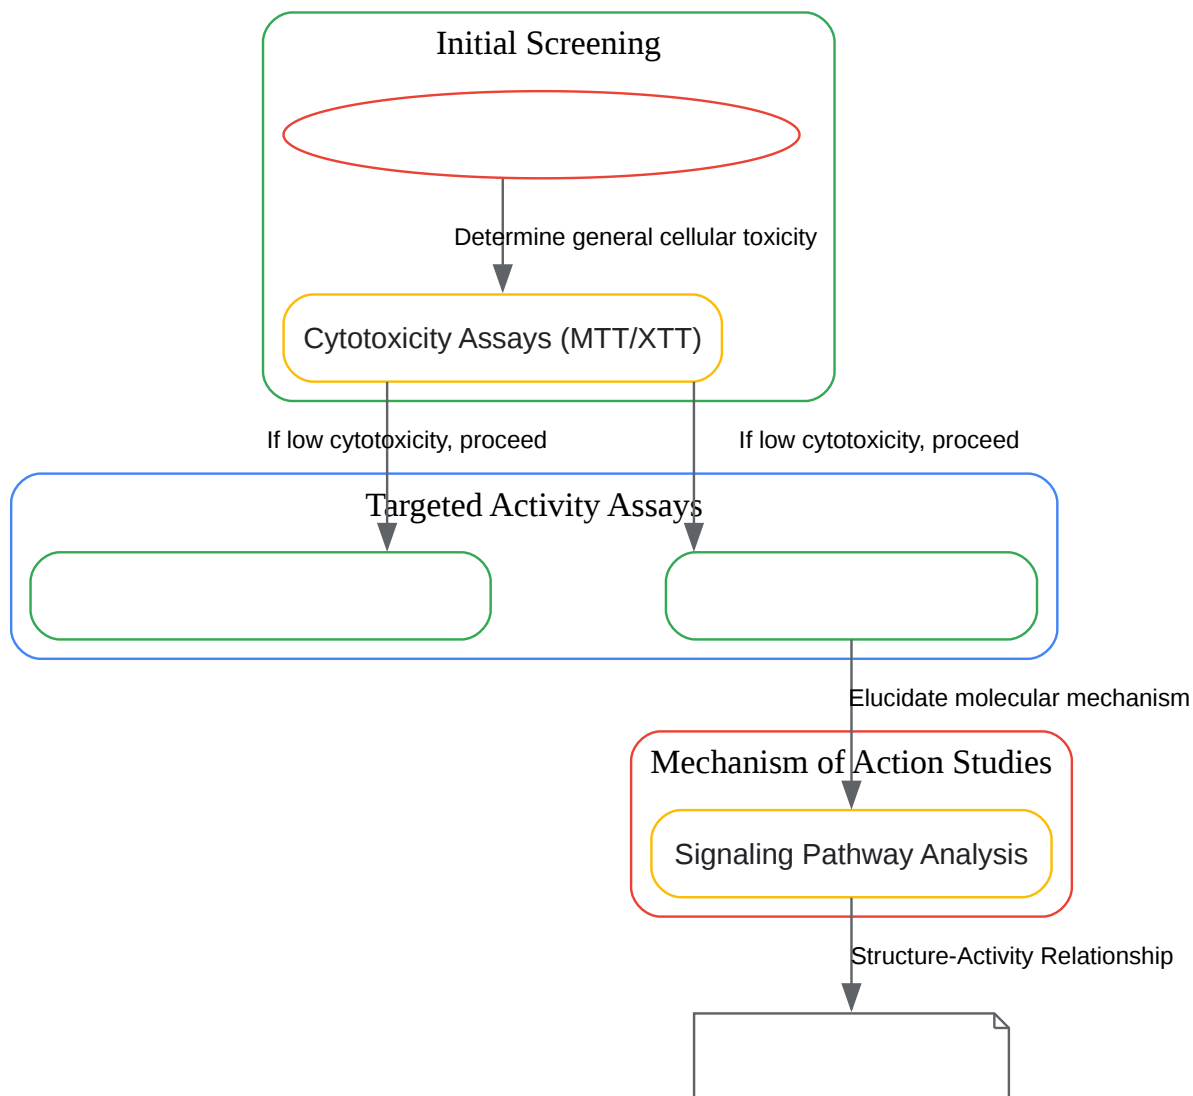 Initial Screening
Determine general cellular toxicity
Cytotoxicity Assays (MTT/XTT)
If low cytotoxicity, proceed
If low cytotoxicity, proceed
Targeted Activity Assays
Elucidate molecular mechanism
Mechanism of Action Studies
Signaling Pathway Analysis
Structure-Activity Relationship